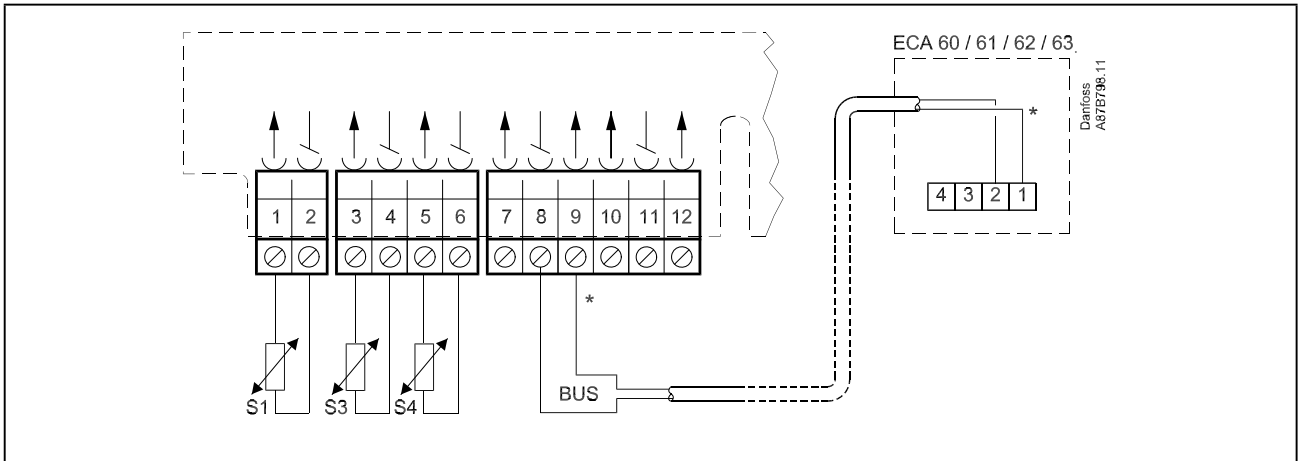 ECA 60 / 61 / 62 / 63
Danfoss
A87B798.11
*
4 3 2 1
1 2 3 4 5 6 7 8 9 10 11 12
*
BUS
S1 S3 S4